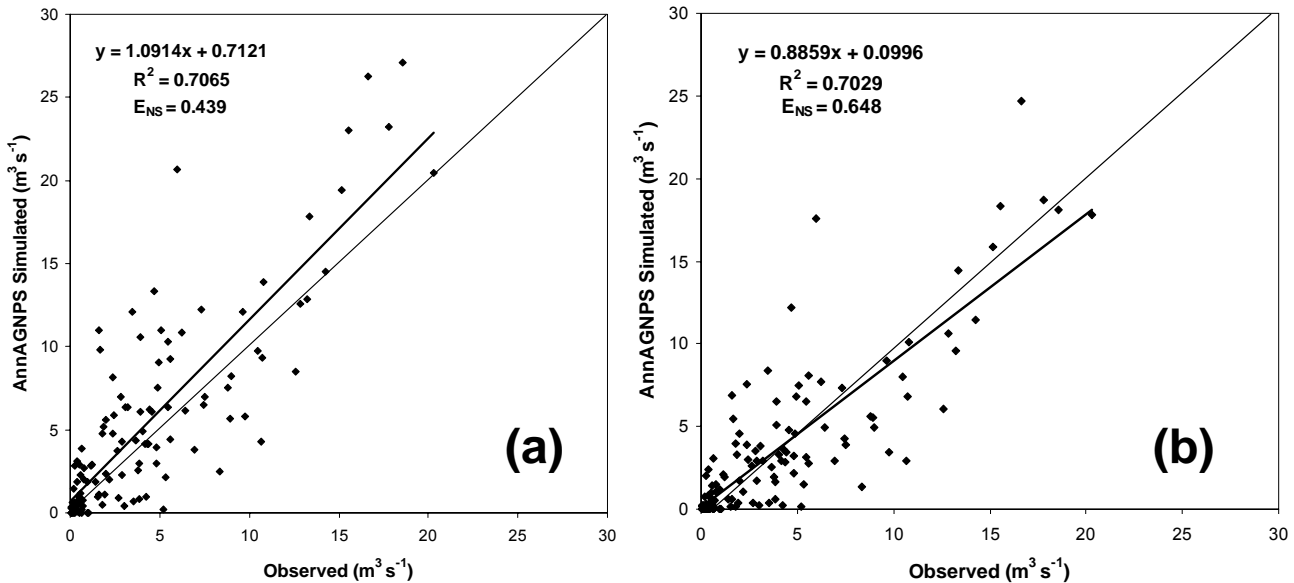 y = 1.0914x + 0.7121
R² = 0.7065
E_NS = 0.439
AnnAGNPS Simulated (m³ s⁻¹)
30
25
20
15
10
5
0
0 5 10 15 20 25 30
Observed (m³ s⁻¹)
(a)
y = 0.8859x + 0.0996
R² = 0.7029
E_NS = 0.648
AnnAGNPS Simulated (m³ s⁻¹)
30
25
20
15
10
5
0
0 5 10 15 20 25 30
Observed (m³ s⁻¹)
(b)